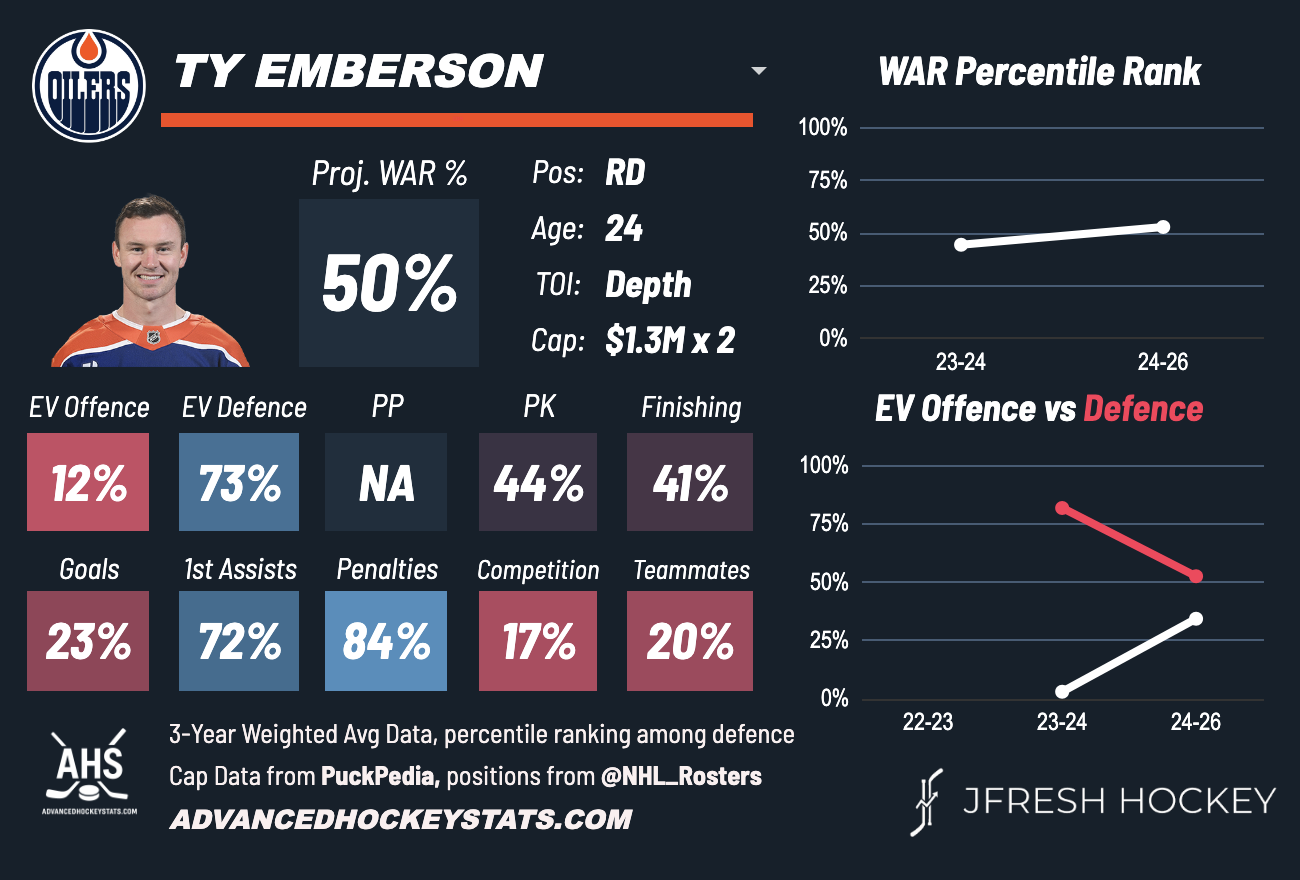 OILERS
TY EMBERSON
Proj. WAR %
50%
Pos: RD
Age: 24
TOI: Depth
Cap: $1.3M x 2
EV Offence EV Defence PP PK Finishing
12% 73% NA 44% 41%
Goals 1st Assists Penalties Competition Teammates
23% 72% 84% 17% 20%
WAR Percentile Rank
100%
75%
50%
25%
0%
23-24 24-26
EV Offence vs Defence
100%
75%
50%
25%
0%
22-23 23-24 24-26
AHS
ADVANCEDHOCKEYSTATS.COM
3-Year Weighted Avg Data, percentile ranking among defence
Cap Data from PuckPedia, positions from @NHL_Rosters
ADVANCEDHOCKEYSTATS.COM
JFRESH HOCKEY